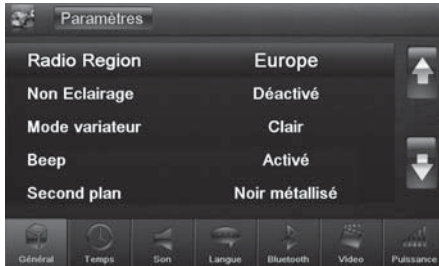 Paramètres
Radio Region Europe
Non Eclairage Déactivé
Mode variateur Clair
Beep Activé
Second plan Noir métallisé
Général Temps Son Langue Bluetooth Video Puissance